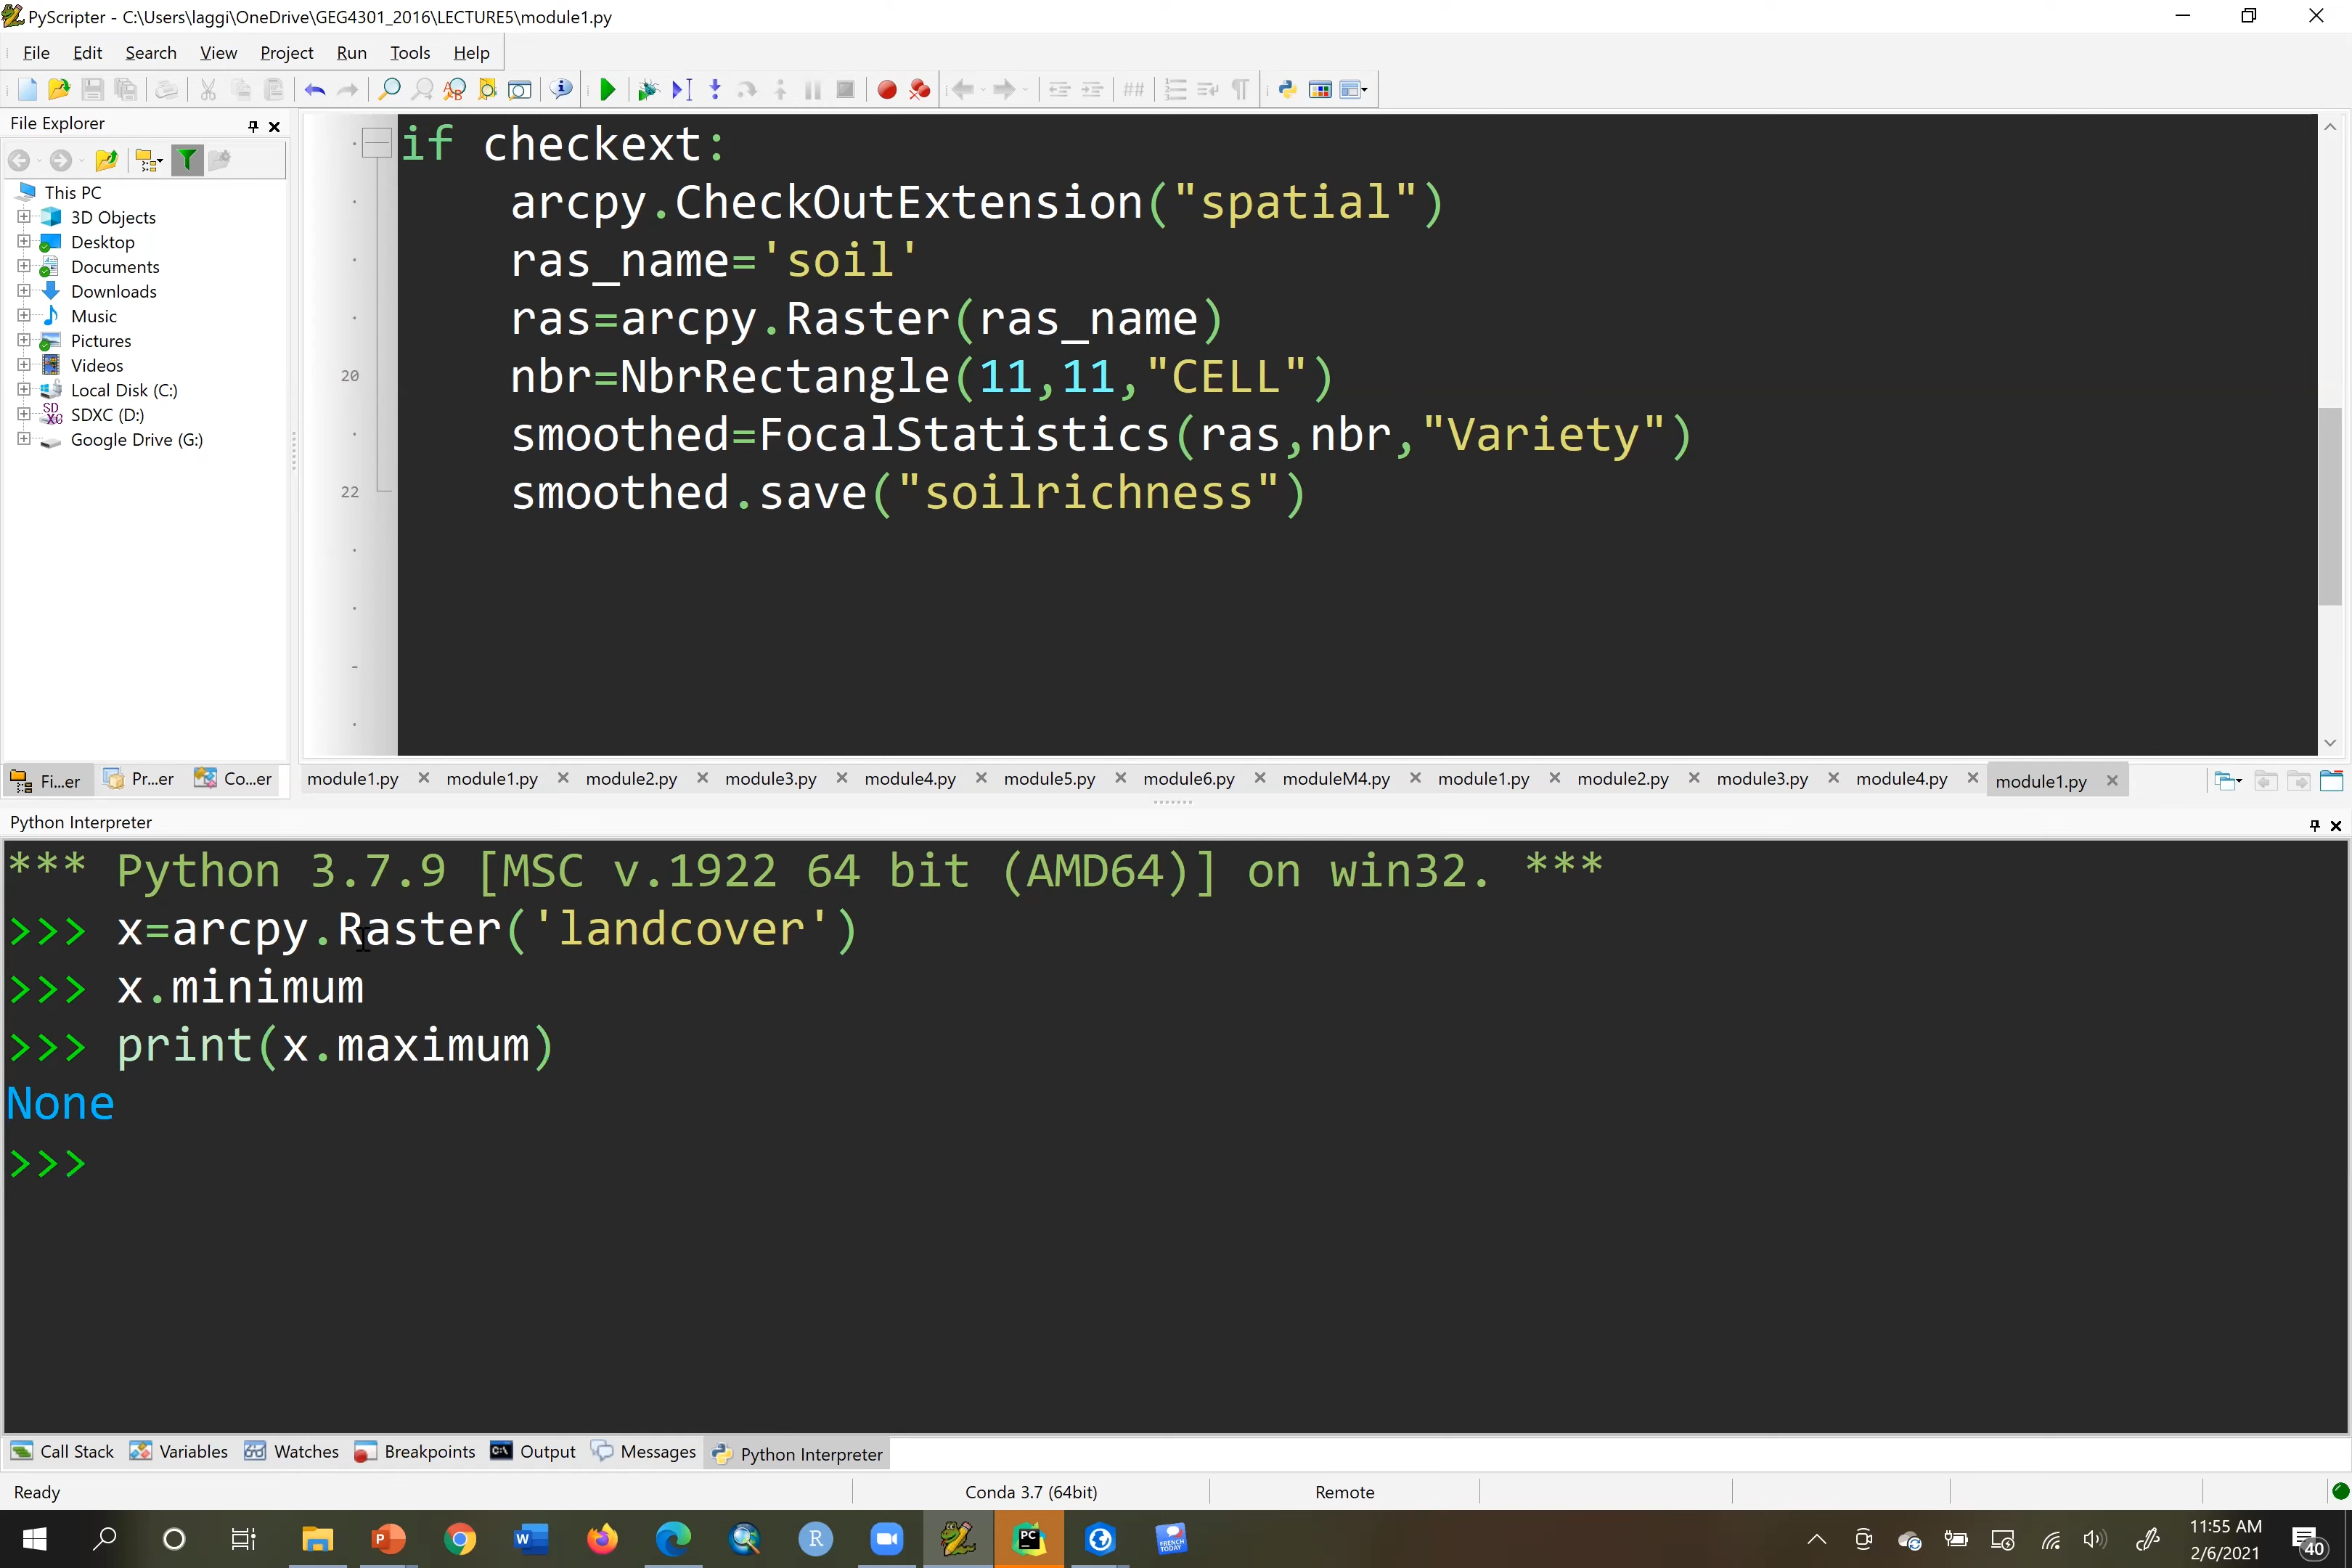 PyScripter - C:\Users\laggi\OneDrive\GEG4301_2016\LECTURE5\module1.py
File Edit Search View Project Run Tools Help
File Explorer
This PC
3D Objects
Desktop
Documents
Downloads
Music
Pictures
Videos
Local Disk (C:)
SDXC (D:)
Google Drive (G:)
Fi...er Pr...er Co...er
if checkext:
arcpy.CheckOutExtension("spatial")
ras_name='soil'
ras=arcpy.Raster(ras_name)
20 nbr=NbrRectangle(11,11,"CELL")
smoothed=FocalStatistics(ras,nbr,"Variety")
22 smoothed.save("soilrichness")
module1.py module1.py module2.py module3.py module4.py module5.py module6.py moduleM4.py module1.py module2.py module3.py module4.py module1.py
Python Interpreter
*** Python 3.7.9 [MSC v.1922 64 bit (AMD64)] on win32. ***
>>> x=arcpy.Raster('landcover')
>>> x.minimum
>>> print(x.maximum)
None
>>>
Call Stack Variables Watches Breakpoints Output Messages Python Interpreter
Ready Conda 3.7 (64bit) Remote
11:55 AM
2/6/2021
40